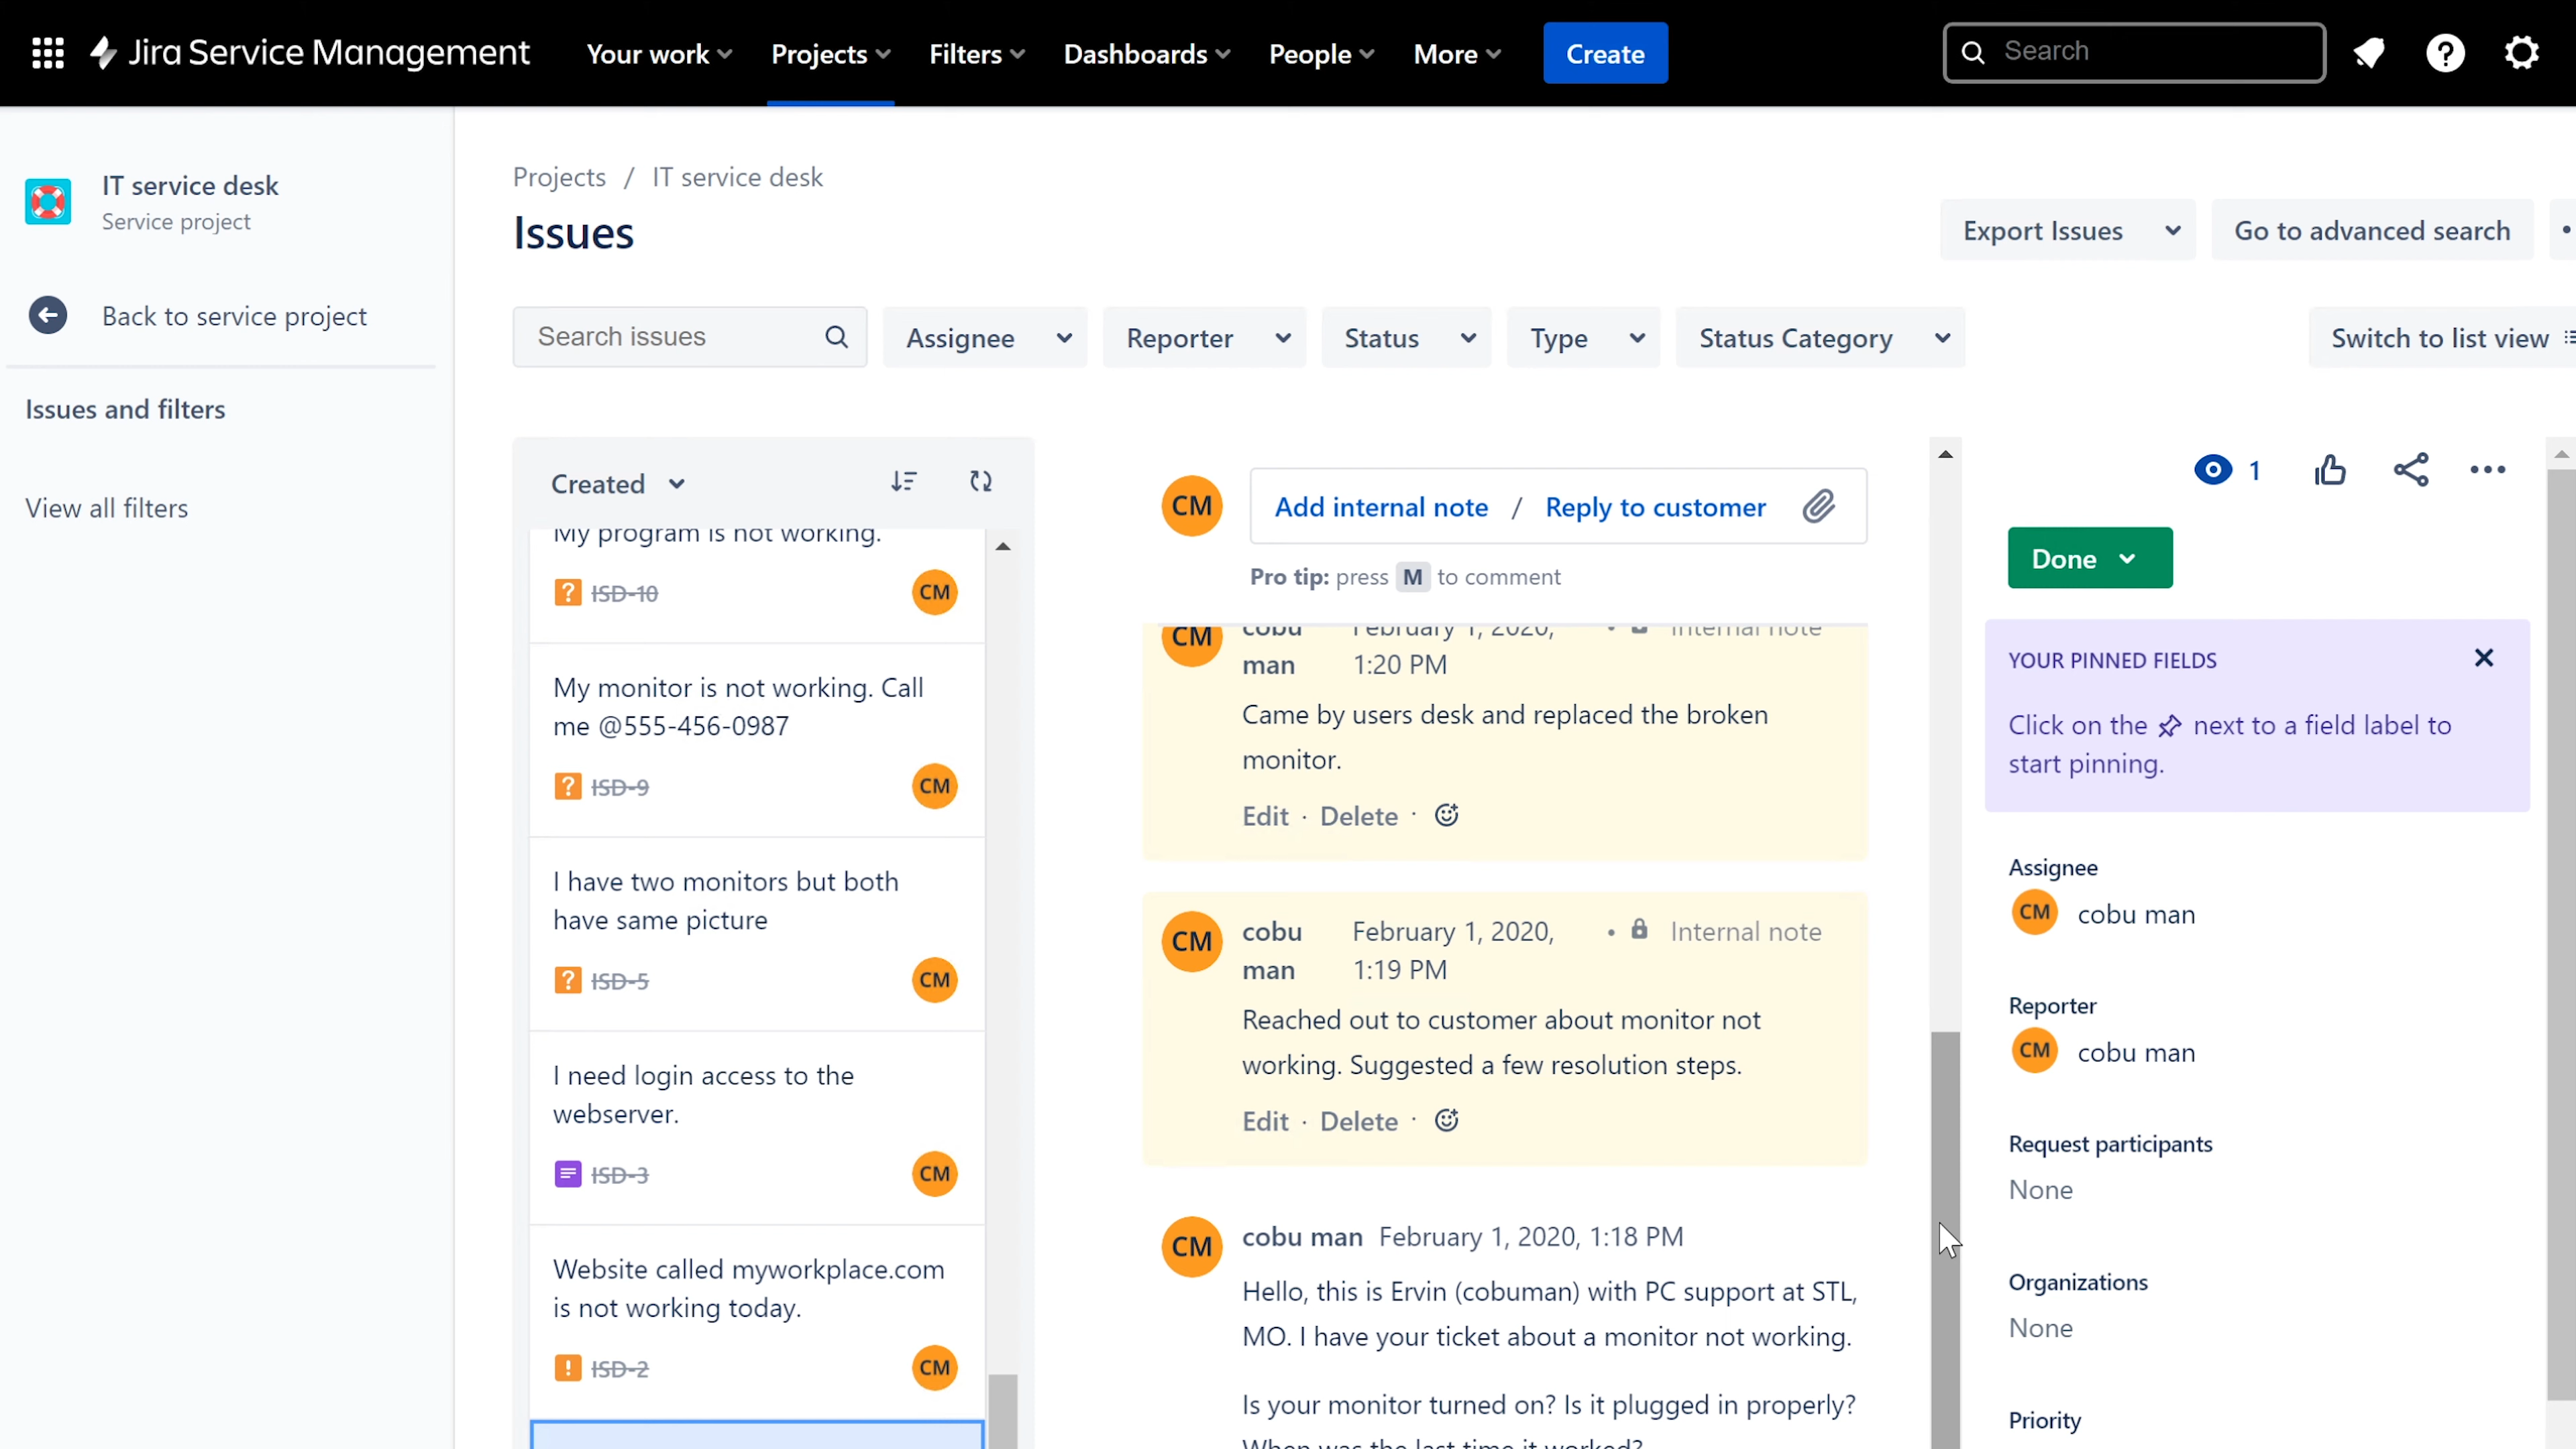 Jira Service Management
Your work
Projects
Filters
Dashboards
People
More
Create
Search
IT service desk
Service project
Back to service project
Issues and filters
View all filters
Projects / IT service desk
Issues
Export Issues
Go to advanced search
Search issues
Assignee
Reporter
Status
Type
Status Category
Switch to list view
Created
My program is not working.
ISD-10
CM
My monitor is not working. Call
me @555-456-0987
ISD-9
CM
I have two monitors but both
have same picture
ISD-5
CM
I need login access to the
webserver.
ISD-3
CM
Website called myworkplace.com
is not working today.
ISD-2
CM
CM
Add internal note / Reply to customer
Pro tip: press M to comment
CM
cobu February 1, 2020, • Internal note
man 1:20 PM
Came by users desk and replaced the broken
monitor.
Edit · Delete ·
CM
cobu February 1, 2020, • Internal note
man 1:19 PM
Reached out to customer about monitor not
working. Suggested a few resolution steps.
Edit · Delete ·
CM
cobu man February 1, 2020, 1:18 PM
Hello, this is Ervin (cobuman) with PC support at STL,
MO. I have your ticket about a monitor not working.
Is your monitor turned on? Is it plugged in properly?
When was the last time it worked?
1
Done
YOUR PINNED FIELDS
Click on the next to a field label to
start pinning.
Assignee
CM cobu man
Reporter
CM cobu man
Request participants
None
Organizations
None
Priority